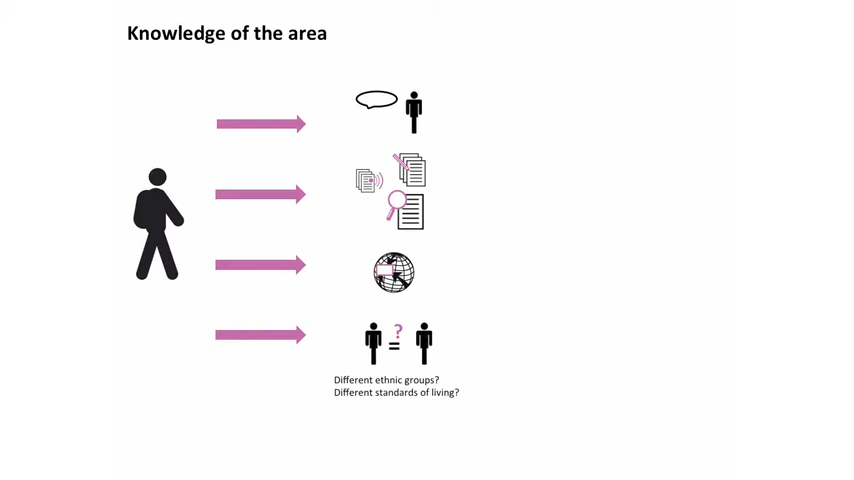 Knowledge of the area
?
=
Different ethnic groups?
Different standards of living?